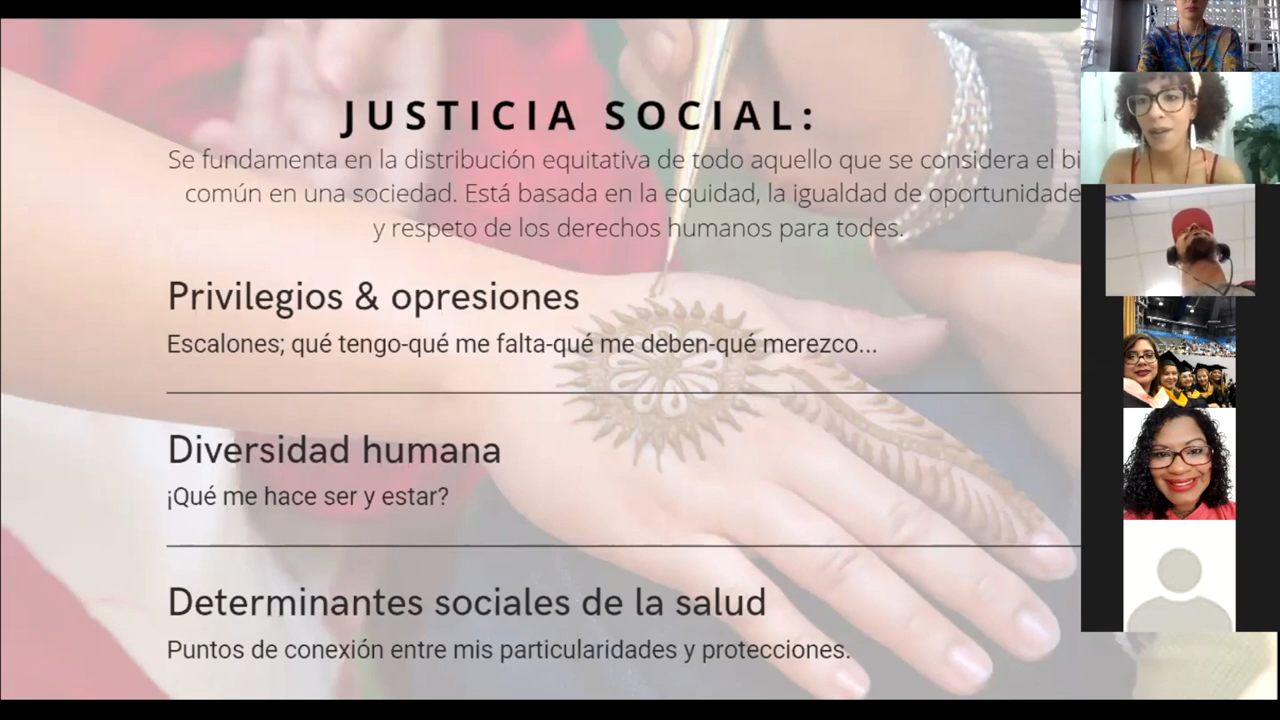 JUSTICIA SOCIAL:
Se fundamenta en la distribución equitativa de todo aquello que se considera el
común en una sociedad. Está basada en la equidad, la igualdad de oportunidade
y respeto de los derechos humanos para todes.
Privilegios & opresiones
Escalones; qué tengo-qué me falta-qué me deben-qué merezco...
Diversidad humana
¡Qué me hace ser y estar?
Determinantes sociales de la salud
Puntos de conexión entre mis particularidades y protecciones.